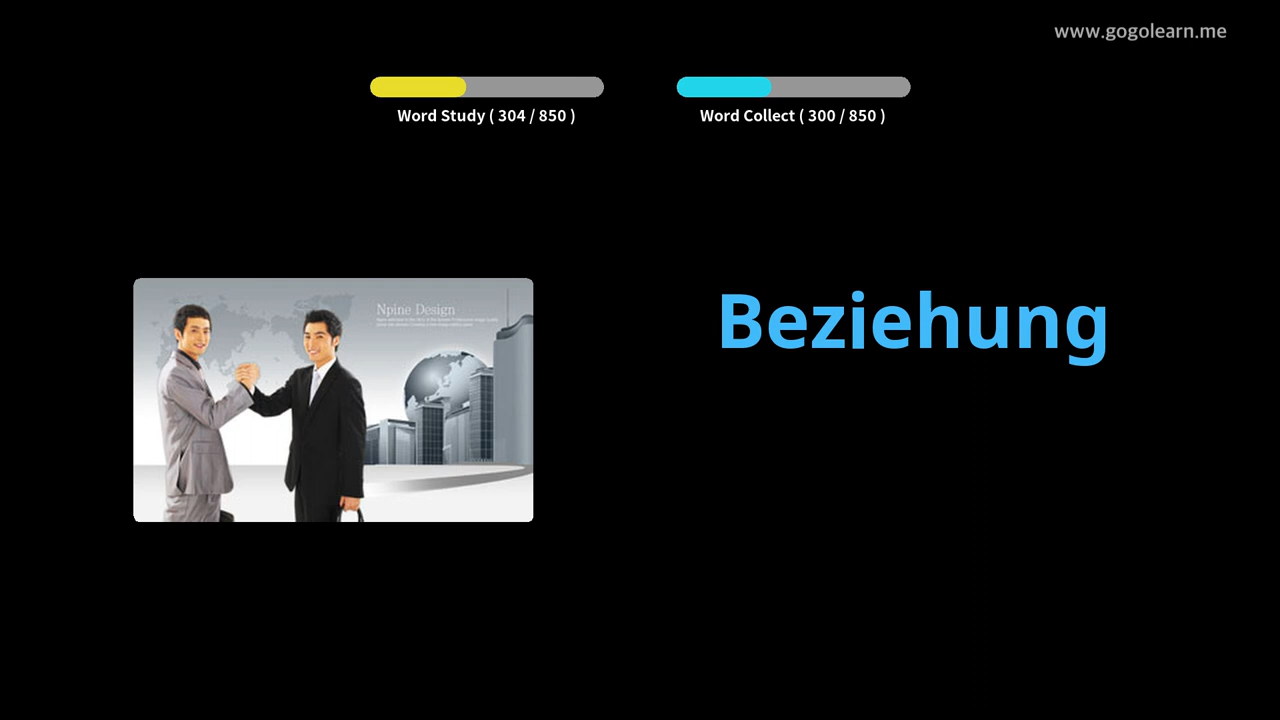 www.gogolearn.me
Word Study ( 304 / 850 )
Word Collect ( 300 / 850 )
Npine Design
Beziehung